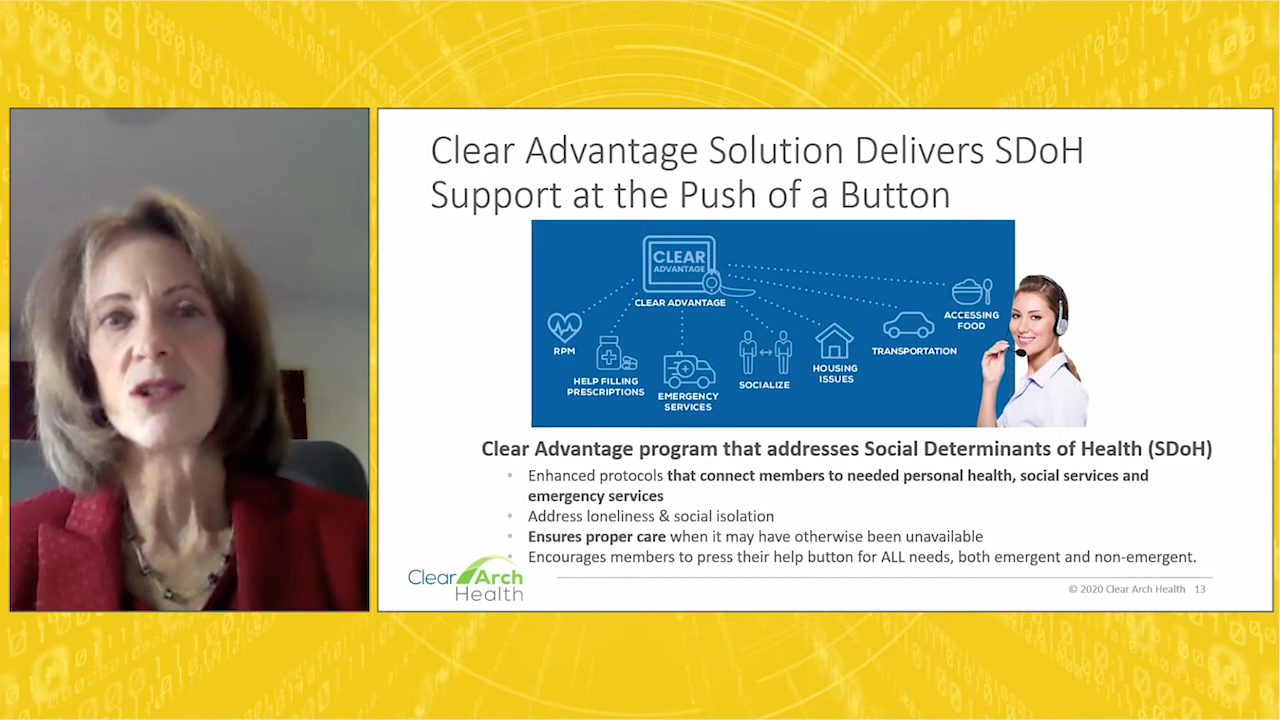 Clear Advantage Solution Delivers SDoH
Support at the Push of a Button
CLEAR
ADVANTAGE
CLEAR ADVANTAGE
RPM
HELP FILLING
PRESCRIPTIONS
EMERGENCY
SERVICES
SOCIALIZE
HOUSING
ISSUES
TRANSPORTATION
ACCESSING
FOOD
Clear Advantage program that addresses Social Determinants of Health (SDoH)
• Enhanced protocols that connect members to needed personal health, social services and
emergency services
• Address loneliness & social isolation
• Ensures proper care when it may have otherwise been unavailable
• Encourages members to press their help button for ALL needs, both emergent and non-emergent.
Clear Arch
Health
© 2020 Clear Arch Health 13